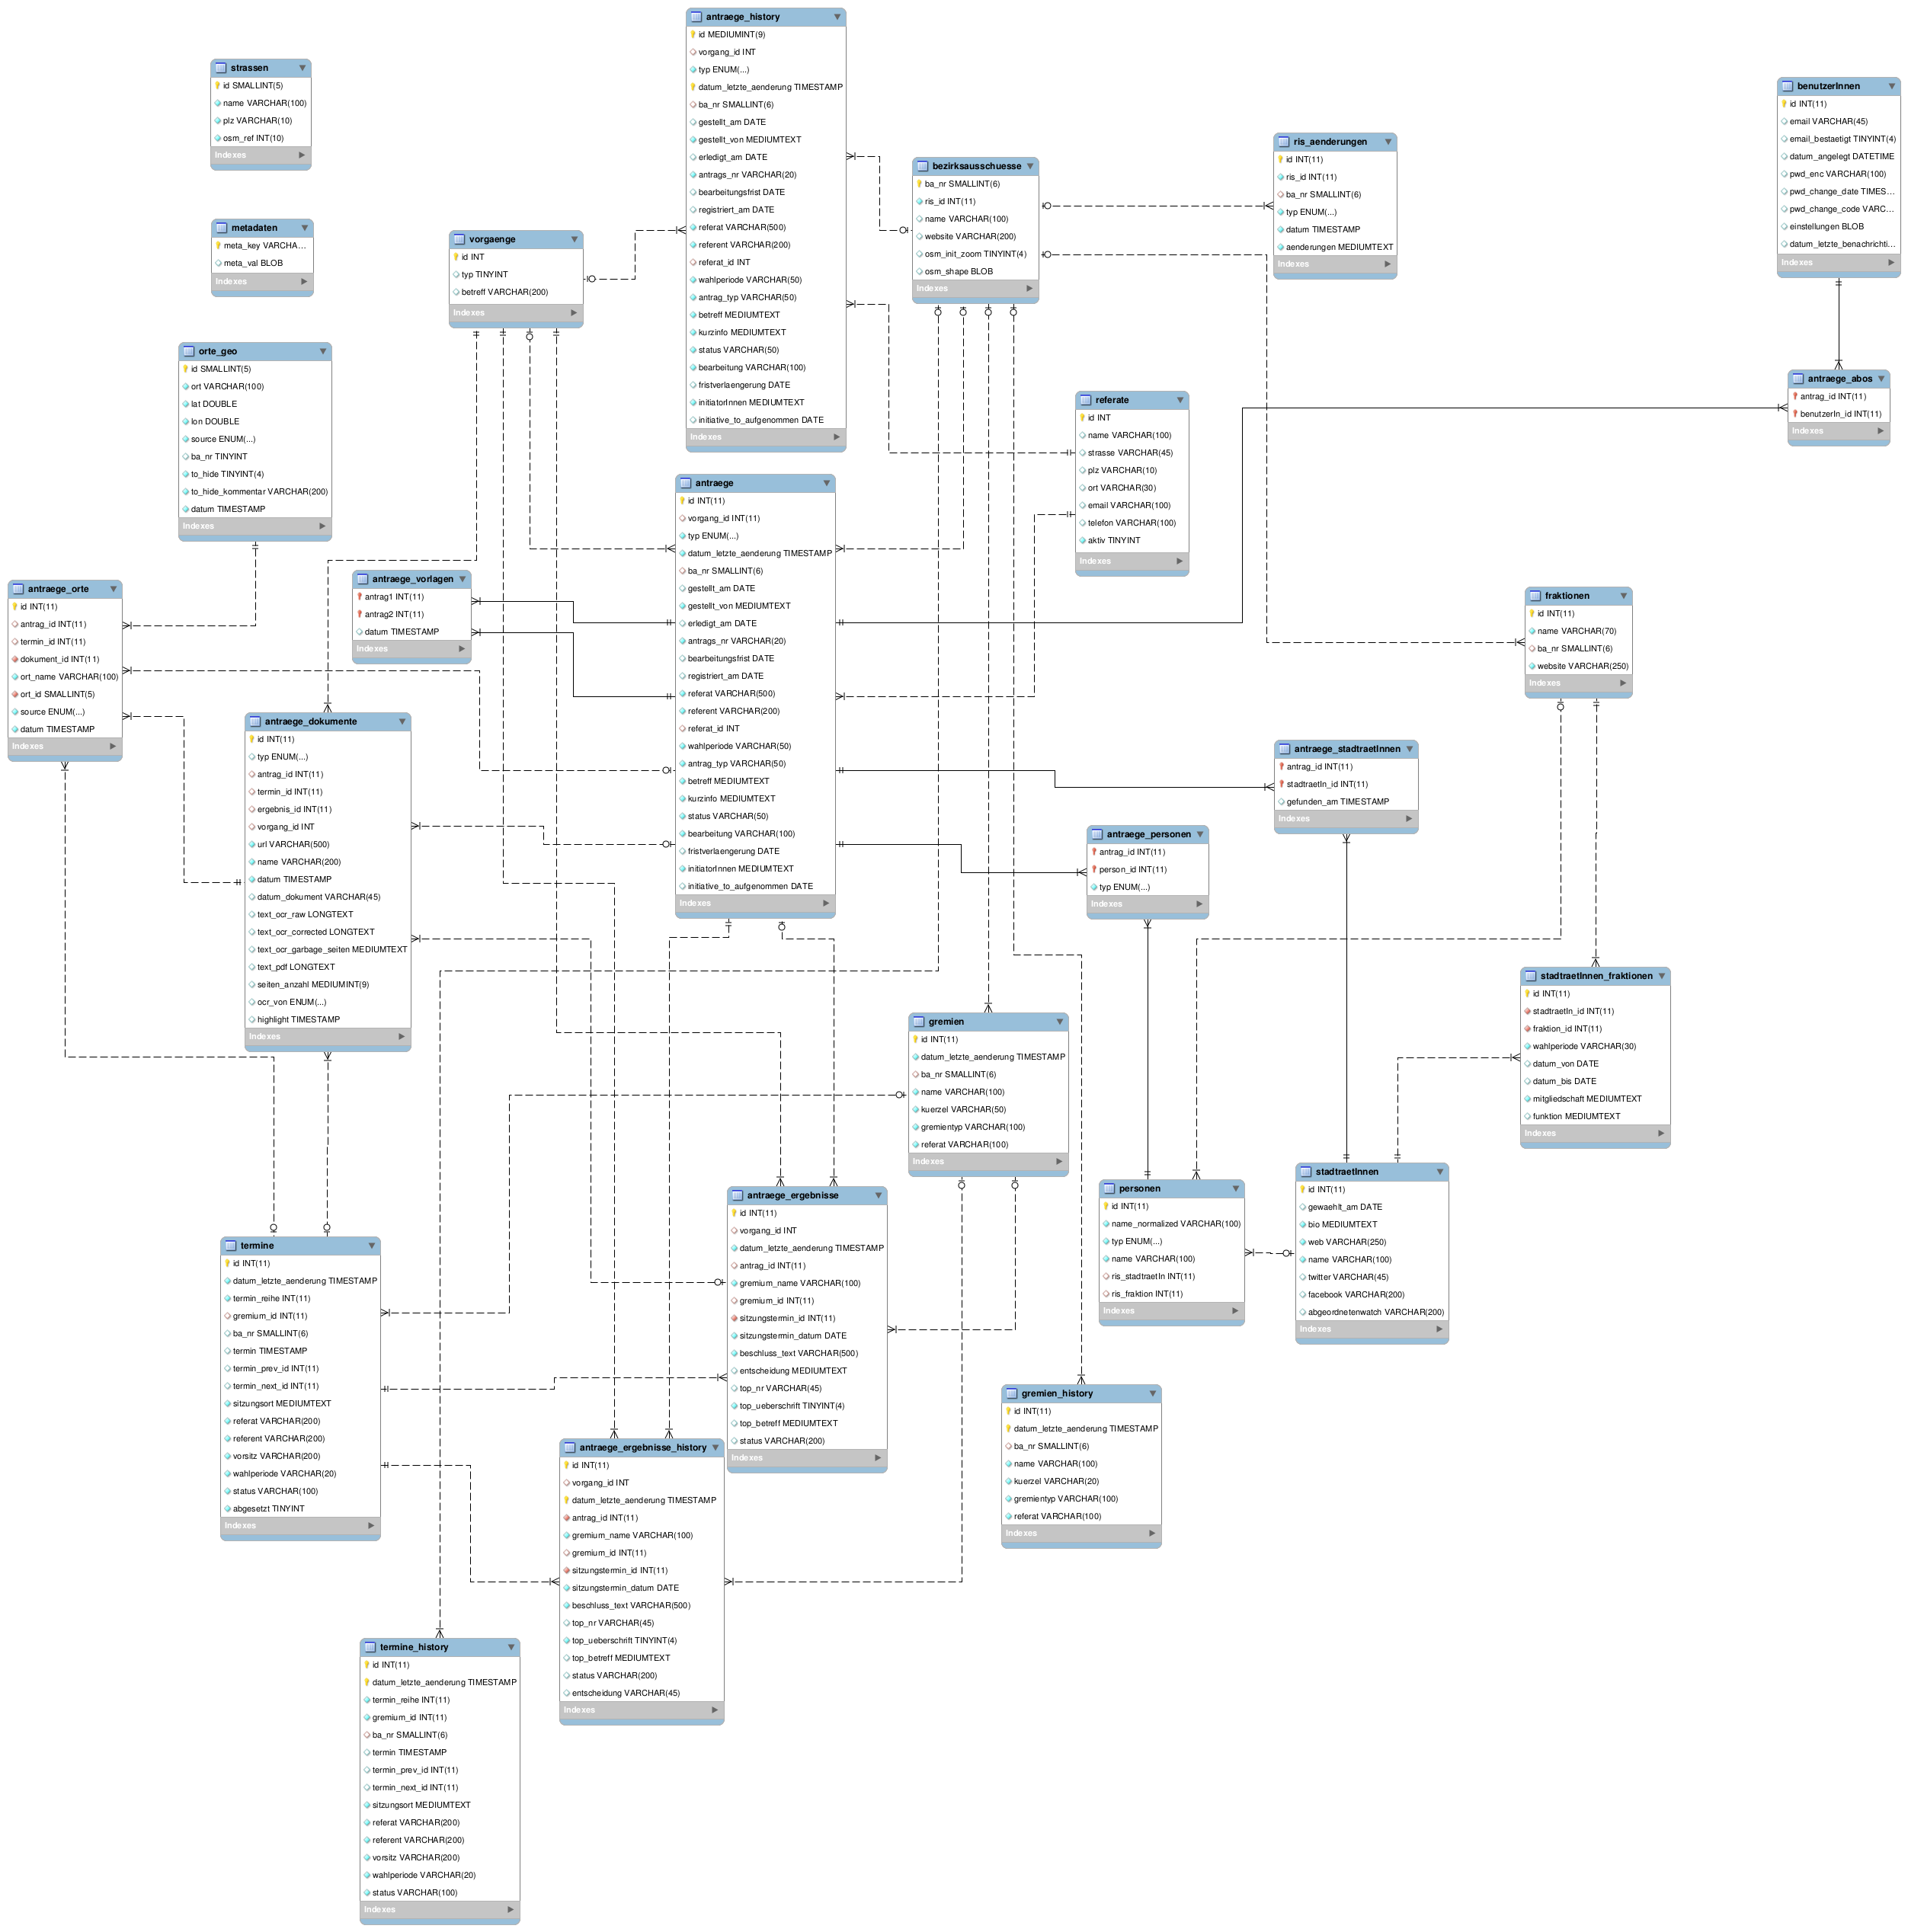 antraege_history
id MEDIUMINT(9)
vorgang_id INT
typ ENUM(...)
datum_letzte_aenderung TIMESTAMP
ba_nr SMALLINT(6)
gestellt_am DATE
gestellt_von MEDIUMTEXT
erledigt_am DATE
antrags_nr VARCHAR(20)
bearbeitungsfrist DATE
registriert_am DATE
referat VARCHAR(500)
referent VARCHAR(200)
referat_id INT
wahlperiode VARCHAR(50)
antrag_typ VARCHAR(50)
betreff MEDIUMTEXT
kurzinfo MEDIUMTEXT
status VARCHAR(50)
bearbeitung VARCHAR(100)
fristverlaengerung DATE
initiatorInnen MEDIUMTEXT
initiative_to_aufgenommen DATE
Indexes
strassen
id SMALLINT(5)
name VARCHAR(100)
plz VARCHAR(10)
osm_ref INT(10)
Indexes
benutzerInnen
id INT(11)
email VARCHAR(45)
email_bestaetigt TINYINT(4)
datum_angelegt DATETIME
pwd_enc VARCHAR(100)
pwd_change_date TIMES...
pwd_change_code VARC...
einstellungen BLOB
datum_letzte_benachrichti...
Indexes
ris_aenderungen
id INT(11)
ris_id INT(11)
ba_nr SMALLINT(6)
typ ENUM(...)
datum TIMESTAMP
aenderungen MEDIUMTEXT
Indexes
bezirksausschuesse
ba_nr SMALLINT(6)
ris_id INT(11)
name VARCHAR(100)
website VARCHAR(200)
osm_init_zoom TINYINT(4)
osm_shape BLOB
Indexes
metadaten
meta_key VARCHA...
meta_val BLOB
Indexes
vorgaenge
id INT
typ TINYINT
betreff VARCHAR(200)
Indexes
orte_geo
id SMALLINT(5)
ort VARCHAR(100)
lat DOUBLE
lon DOUBLE
source ENUM(...)
ba_nr TINYINT
to_hide TINYINT(4)
to_hide_kommentar VARCHAR(200)
datum TIMESTAMP
Indexes
antraege_abos
antrag_id INT(11)
benutzerIn_id INT(11)
Indexes
referate
id INT
name VARCHAR(100)
strasse VARCHAR(45)
plz VARCHAR(10)
ort VARCHAR(30)
email VARCHAR(100)
telefon VARCHAR(100)
aktiv TINYINT
Indexes
antraege
id INT(11)
vorgang_id INT(11)
typ ENUM(...)
datum_letzte_aenderung TIMESTAMP
ba_nr SMALLINT(6)
gestellt_am DATE
gestellt_von MEDIUMTEXT
erledigt_am DATE
antrags_nr VARCHAR(20)
bearbeitungsfrist DATE
registriert_am DATE
referat VARCHAR(500)
referent VARCHAR(200)
referat_id INT
wahlperiode VARCHAR(50)
antrag_typ VARCHAR(50)
betreff MEDIUMTEXT
kurzinfo MEDIUMTEXT
status VARCHAR(50)
bearbeitung VARCHAR(100)
fristverlaengerung DATE
initiatorInnen MEDIUMTEXT
initiative_to_aufgenommen DATE
Indexes
antraege_vorlagen
antrag1 INT(11)
antrag2 INT(11)
datum TIMESTAMP
Indexes
antraege_orte
id INT(11)
antrag_id INT(11)
termin_id INT(11)
dokument_id INT(11)
ort_name VARCHAR(100)
ort_id SMALLINT(5)
source ENUM(...)
datum TIMESTAMP
Indexes
fraktionen
id INT(11)
name VARCHAR(70)
ba_nr SMALLINT(6)
website VARCHAR(250)
Indexes
antraege_dokumente
id INT(11)
typ ENUM(...)
antrag_id INT(11)
termin_id INT(11)
ergebnis_id INT(11)
vorgang_id INT
url VARCHAR(500)
name VARCHAR(200)
datum TIMESTAMP
datum_dokument VARCHAR(45)
text_ocr_raw LONGTEXT
text_ocr_corrected LONGTEXT
text_ocr_garbage_seiten MEDIUMTEXT
text_pdf LONGTEXT
seiten_anzahl MEDIUMINT(9)
ocr_von ENUM(...)
highlight TIMESTAMP
Indexes
antraege_stadtraetInnen
antrag_id INT(11)
stadtraetIn_id INT(11)
gefunden_am TIMESTAMP
Indexes
antraege_personen
antrag_id INT(11)
person_id INT(11)
typ ENUM(...)
Indexes
stadtraetInnen_fraktionen
id INT(11)
stadtraetIn_id INT(11)
fraktion_id INT(11)
wahlperiode VARCHAR(30)
datum_von DATE
datum_bis DATE
mitgliedschaft MEDIUMTEXT
funktion MEDIUMTEXT
Indexes
gremien
id INT(11)
datum_letzte_aenderung TIMESTAMP
ba_nr SMALLINT(6)
name VARCHAR(100)
kuerzel VARCHAR(50)
gremientyp VARCHAR(100)
referat VARCHAR(100)
Indexes
stadtraetInnen
id INT(11)
gewaehlt_am DATE
bio MEDIUMTEXT
web VARCHAR(250)
name VARCHAR(100)
twitter VARCHAR(45)
facebook VARCHAR(200)
abgeordnetenwatch VARCHAR(200)
Indexes
personen
id INT(11)
name_normalized VARCHAR(100)
typ ENUM(...)
name VARCHAR(100)
ris_stadtraetIn INT(11)
ris_fraktion INT(11)
Indexes
antraege_ergebnisse
id INT(11)
vorgang_id INT
datum_letzte_aenderung TIMESTAMP
antrag_id INT(11)
gremium_name VARCHAR(100)
gremium_id INT(11)
sitzungstermin_id INT(11)
sitzungstermin_datum DATE
beschluss_text VARCHAR(500)
entscheidung MEDIUMTEXT
top_nr VARCHAR(45)
top_ueberschrift TINYINT(4)
top_betreff MEDIUMTEXT
status VARCHAR(200)
Indexes
termine
id INT(11)
datum_letzte_aenderung TIMESTAMP
termin_reihe INT(11)
gremium_id INT(11)
ba_nr SMALLINT(6)
termin TIMESTAMP
termin_prev_id INT(11)
termin_next_id INT(11)
sitzungsort MEDIUMTEXT
referat VARCHAR(200)
referent VARCHAR(200)
vorsitz VARCHAR(200)
wahlperiode VARCHAR(20)
status VARCHAR(100)
abgesetzt TINYINT
Indexes
gremien_history
id INT(11)
datum_letzte_aenderung TIMESTAMP
ba_nr SMALLINT(6)
name VARCHAR(100)
kuerzel VARCHAR(20)
gremientyp VARCHAR(100)
referat VARCHAR(100)
Indexes
antraege_ergebnisse_history
id INT(11)
vorgang_id INT
datum_letzte_aenderung TIMESTAMP
antrag_id INT(11)
gremium_name VARCHAR(100)
gremium_id INT(11)
sitzungstermin_id INT(11)
sitzungstermin_datum DATE
beschluss_text VARCHAR(500)
top_nr VARCHAR(45)
top_ueberschrift TINYINT(4)
top_betreff MEDIUMTEXT
status VARCHAR(200)
entscheidung VARCHAR(45)
Indexes
termine_history
id INT(11)
datum_letzte_aenderung TIMESTAMP
termin_reihe INT(11)
gremium_id INT(11)
ba_nr SMALLINT(6)
termin TIMESTAMP
termin_prev_id INT(11)
termin_next_id INT(11)
sitzungsort MEDIUMTEXT
referat VARCHAR(200)
referent VARCHAR(200)
vorsitz VARCHAR(200)
wahlperiode VARCHAR(20)
status VARCHAR(100)
Indexes